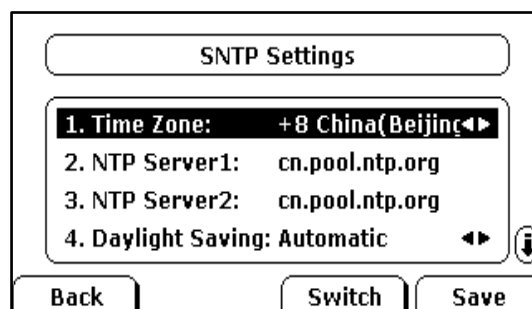 SNTP Settings
1. Time Zone: +8 China(Beijing
2. NTP Server1: cn.pool.ntp.org
3. NTP Server2: cn.pool.ntp.org
4. Daylight Saving: Automatic
Back Switch Save